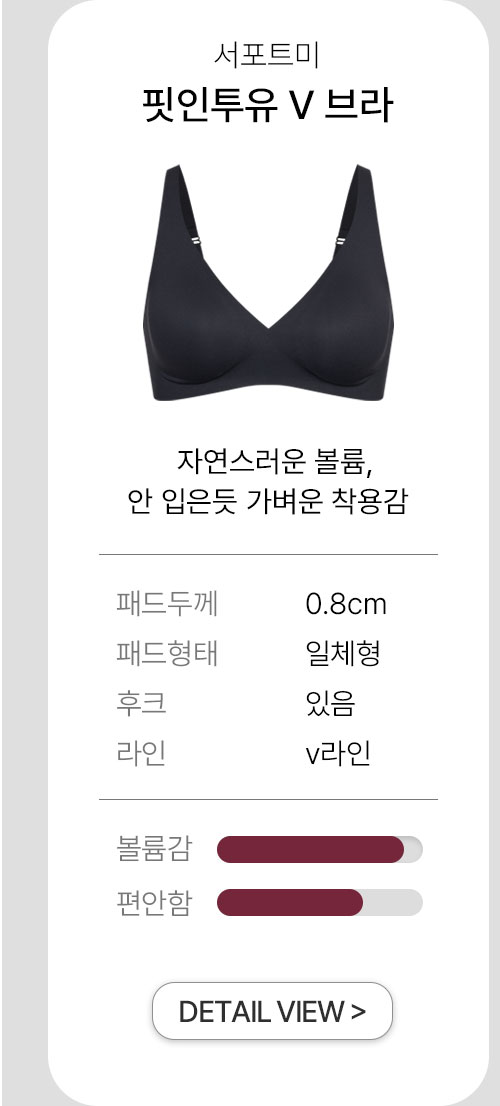 서포트미
핏인투유 V 브라
자연스러운 볼륨,
안 입은듯 가벼운 착용감
패드두께 0.8cm
패드형태 일체형
후크 있음
라인 v라인
볼륨감
편안함
DETAIL VIEW >